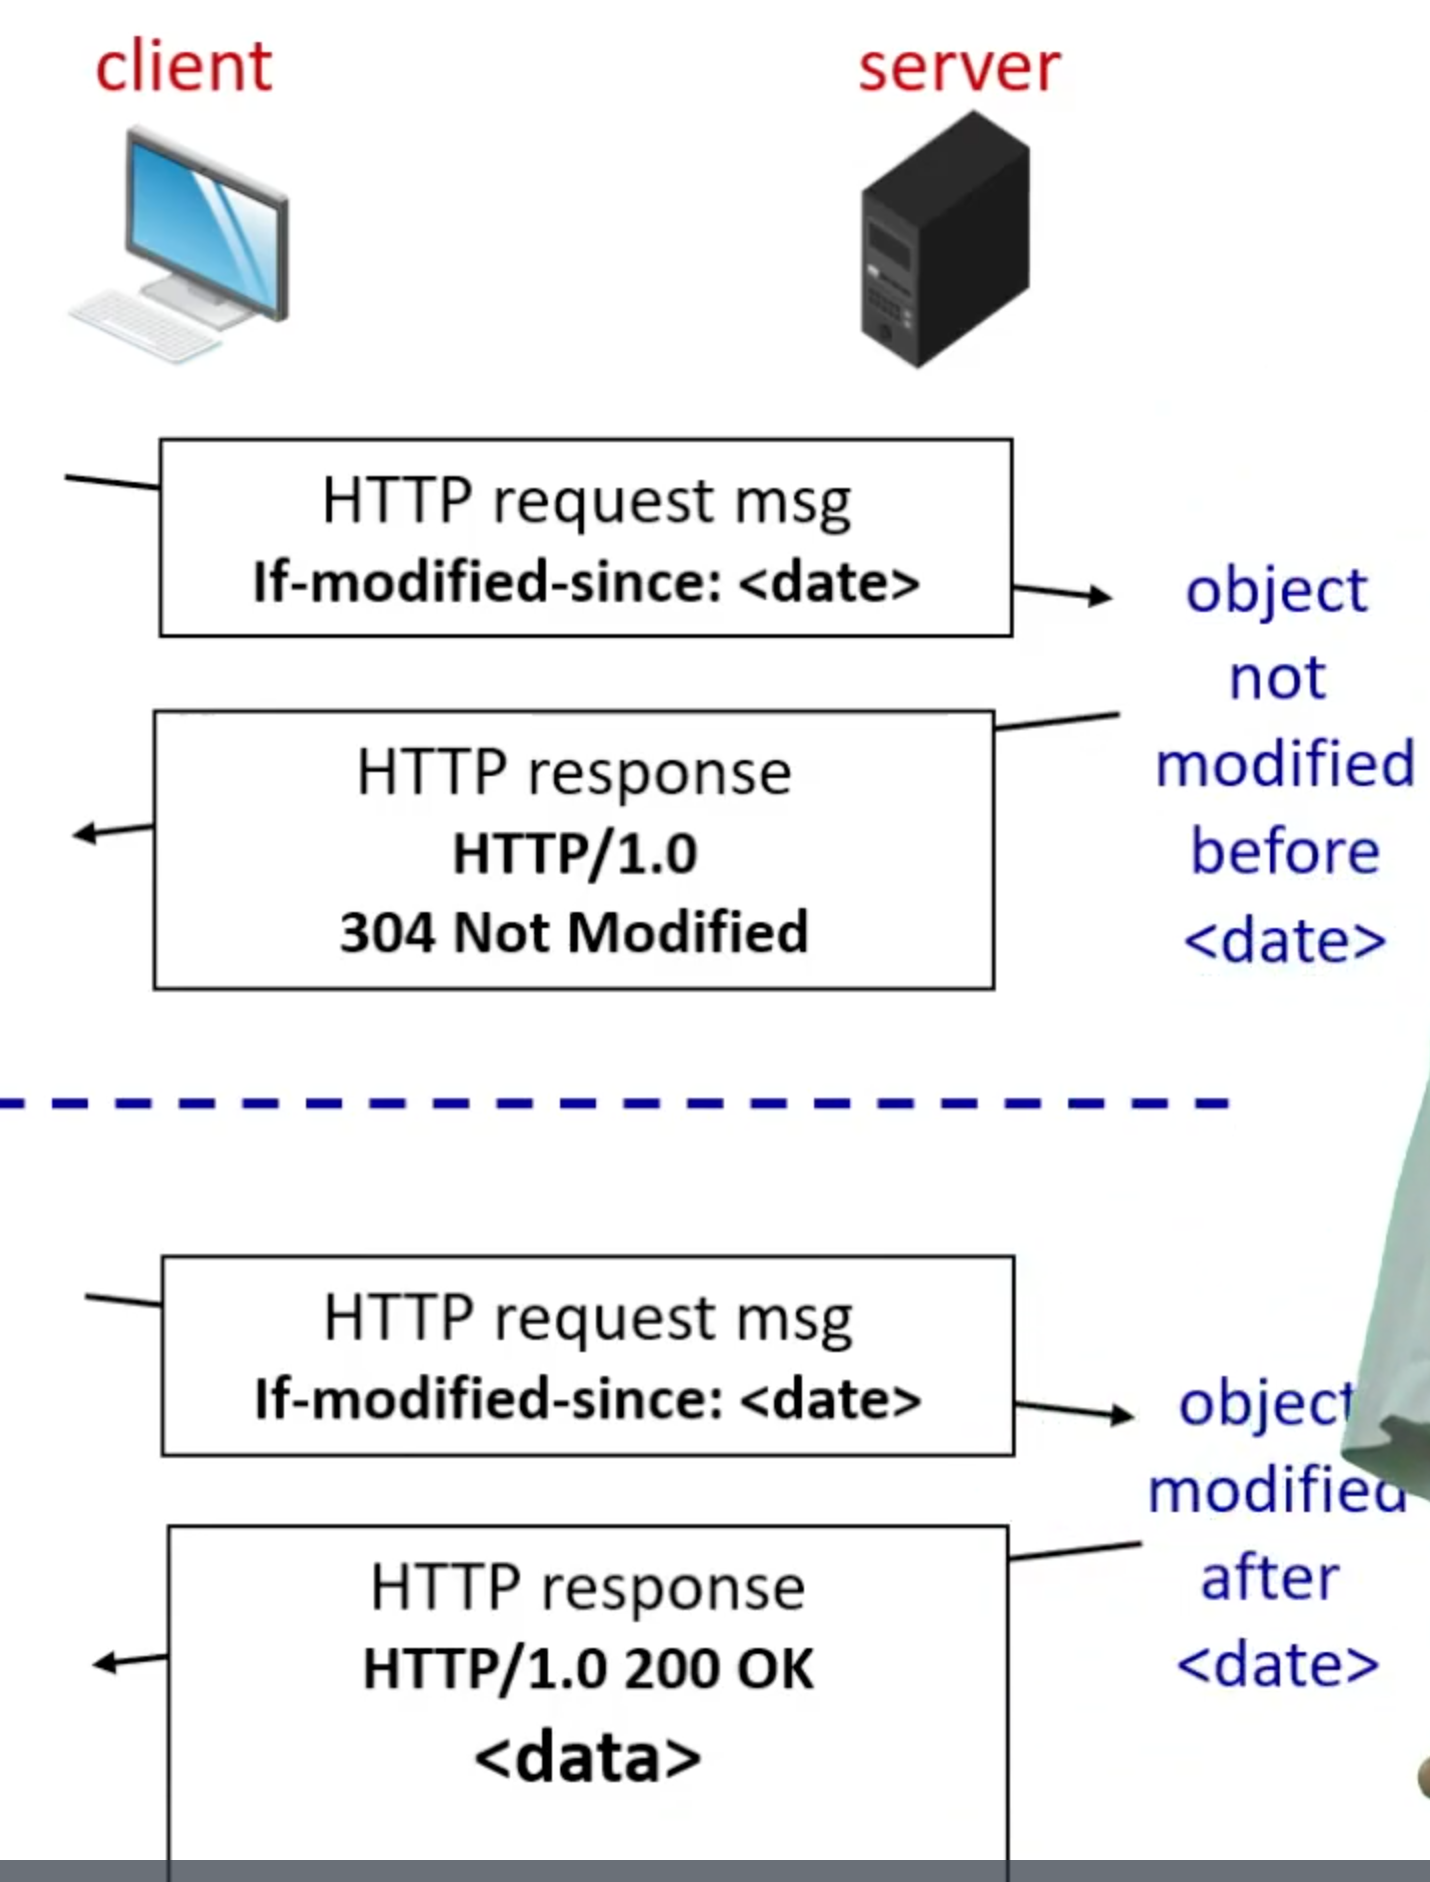 client
server
HTTP request msg
If-modified-since: <date>
object
not
modified
before
<date>
HTTP response
HTTP/1.0
304 Not Modified
HTTP request msg
If-modified-since: <date>
object
modified
after
<date>
HTTP response
HTTP/1.0 200 OK
<data>